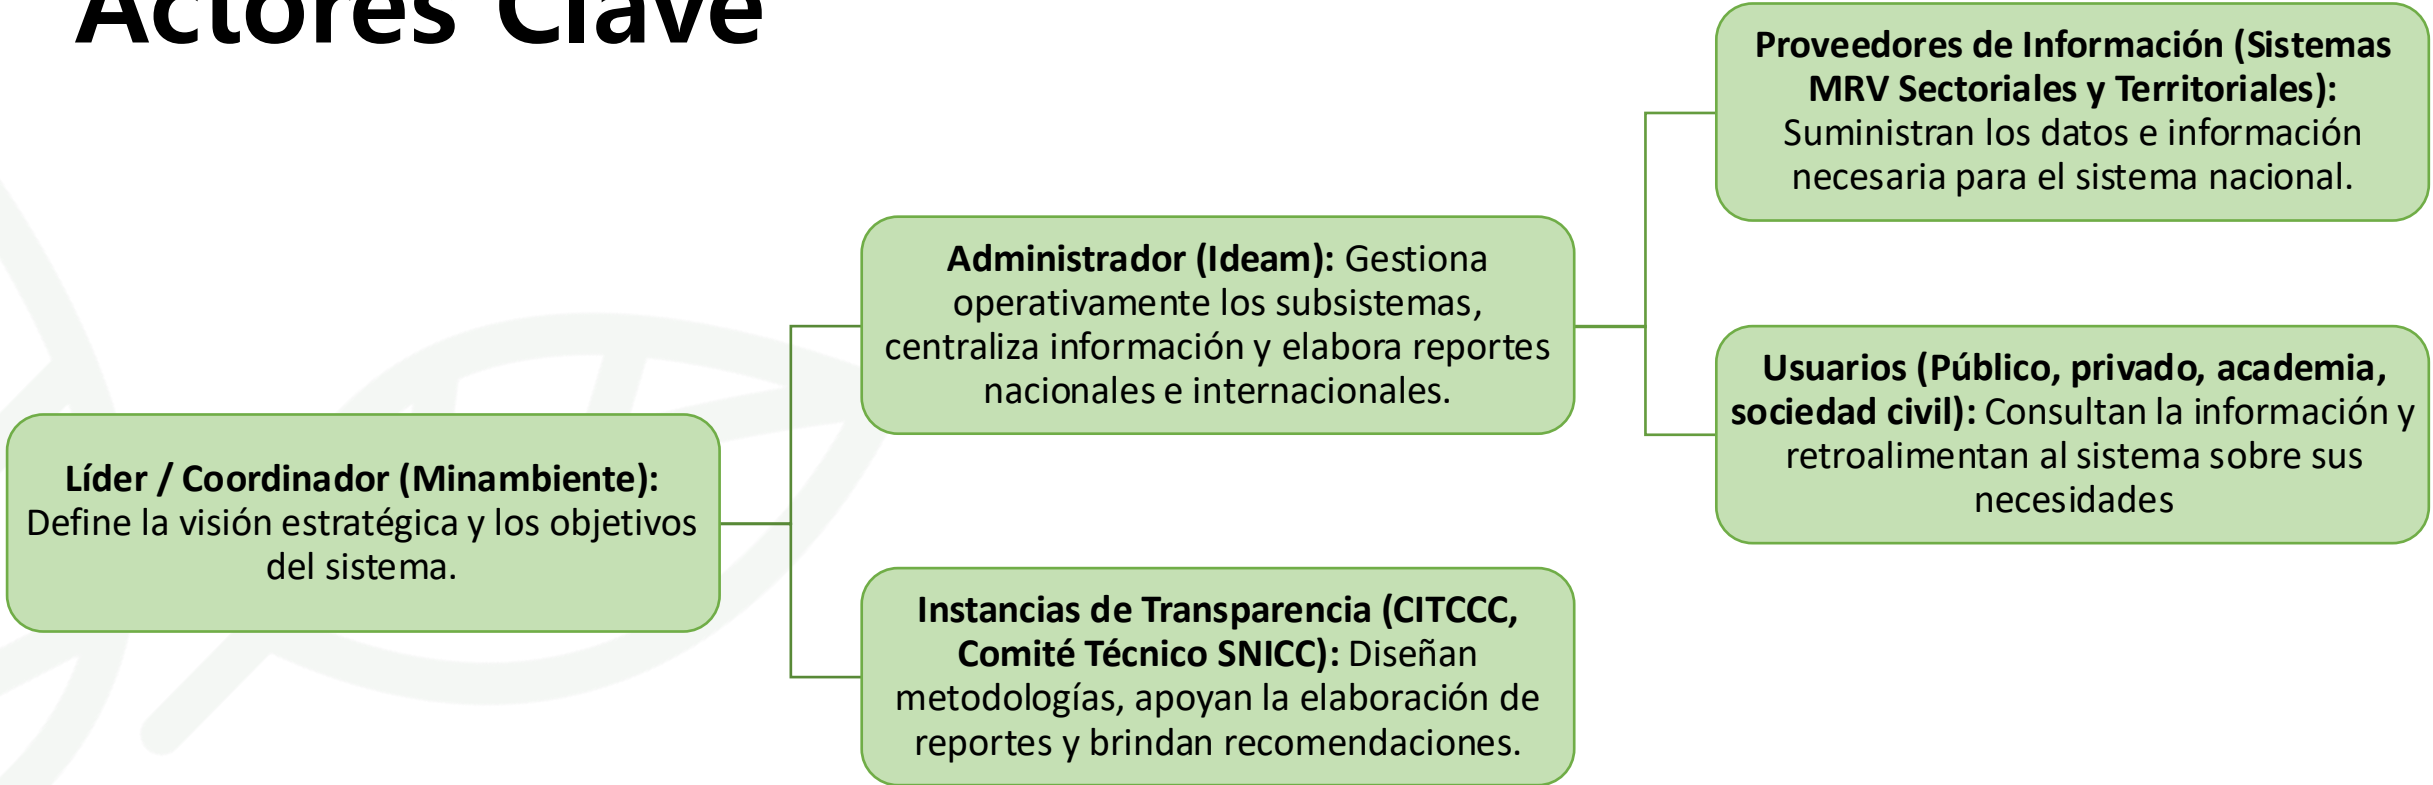 Actores Clave
Líder / Coordinador (Minambiente):
Define la visión estratégica y los objetivos
del sistema.
Administrador (Ideam): Gestiona
operativamente los subsistemas,
centraliza información y elabora reportes
nacionales e internacionales.
Instancias de Transparencia (CITCCC,
Comité Técnico SNICC): Diseñan
metodologías, apoyan la elaboración de
reportes y brindan recomendaciones.
Proveedores de Información (Sistemas
MRV Sectoriales y Territoriales):
Suministran los datos e información
necesaria para el sistema nacional.
Usuarios (Público, privado, academia,
sociedad civil): Consultan la información y
retroalimentan al sistema sobre sus
necesidades